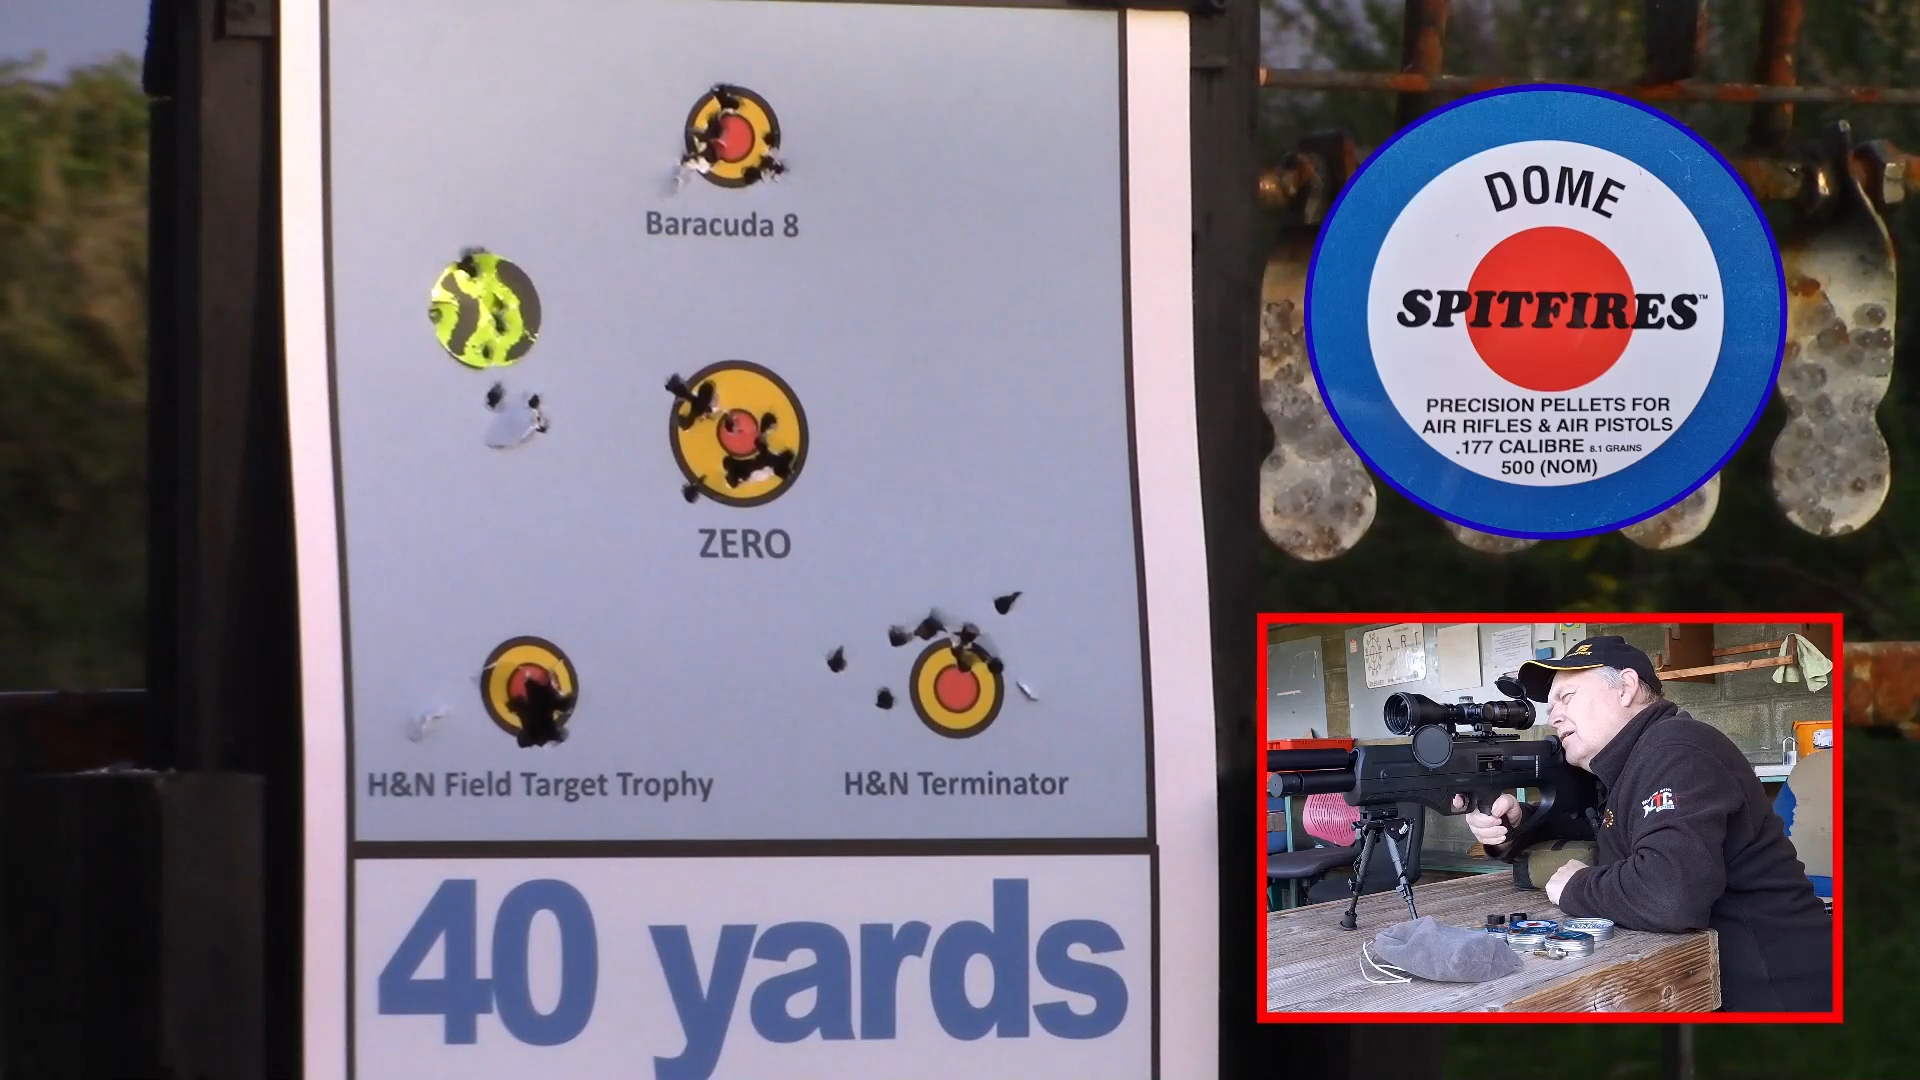 Baracuda 8
ZERO
H&N Field Target Trophy
H&N Terminator
40 yards
DOME
SPITFIRES™
PRECISION PELLETS FOR
AIR RIFLES & AIR PISTOLS
.177 CALIBRE 8.1 GRAINS
500 (NOM)